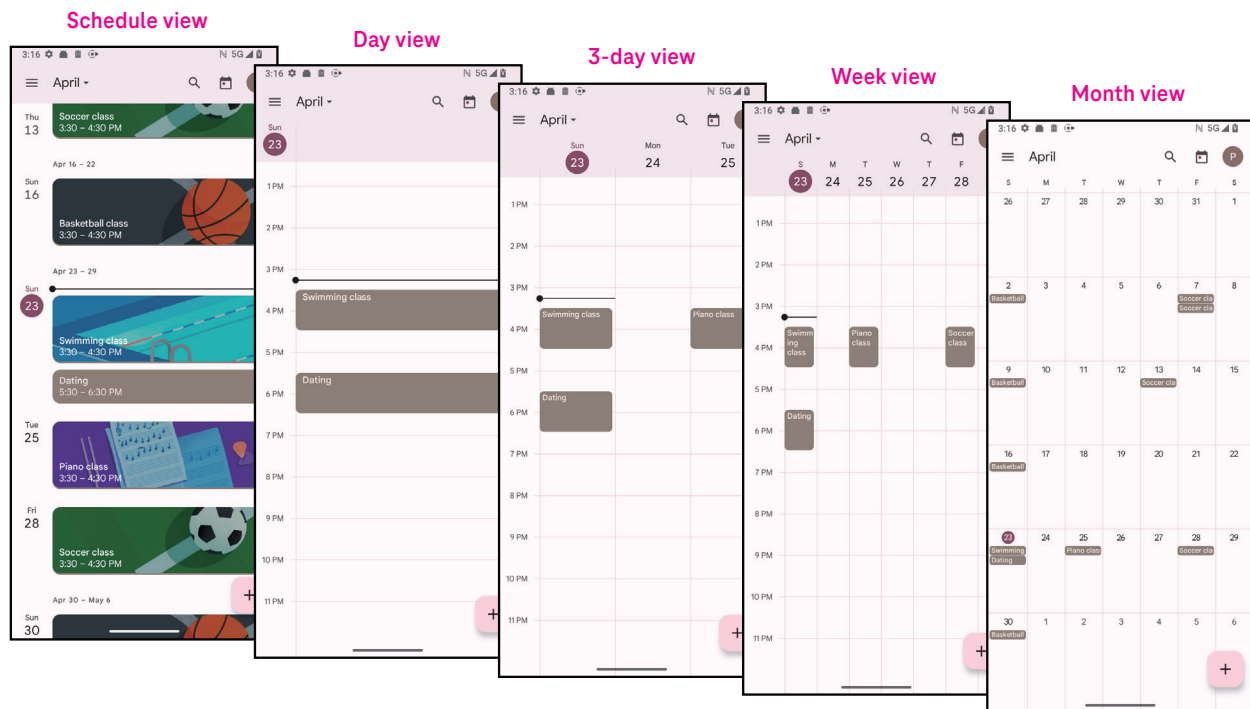 Schedule view
3:16 5G
April
Thu
13
Soccer class
3:30 – 4:30 PM
Apr 16 – 22
Sun
16
Basketball class
3:30 – 4:30 PM
Apr 23 – 29
Sun
23
Swimming class
3:30 – 4:30 PM
Dating
5:30 – 6:30 PM
Tue
25
Piano class
3:30 – 4:30 PM
Fri
28
Soccer class
3:30 – 4:30 PM
Apr 30 – May 6
Sun
30
+
Day view
3:16 5G
April
Sun
23
1 PM
2 PM
3 PM
Swimming class
4 PM
5 PM
Dating
6 PM
7 PM
8 PM
9 PM
10 PM
11 PM
+
3-day view
3:16 5G
April
Sun Mon Tue
23 24 25
1 PM
2 PM
3 PM
Swimming class Piano class
4 PM
5 PM
Dating
6 PM
7 PM
8 PM
9 PM
10 PM
11 PM
+
Week view
3:16 5G
April
S M T W T F
23 24 25 26 27 28
1 PM
2 PM
3 PM
Swimm Piano Soccer
ing class class
class
4 PM
5 PM
Dating
6 PM
7 PM
8 PM
9 PM
10 PM
11 PM
+
Month view
3:16 5G
April P
S M T W T F S
26 27 28 29 30 31 1
2 3 4 5 6 7 8
Basketball Soccer cla
Soccer cla
9 10 11 12 13 14 15
Basketball Soccer cla
16 17 18 19 20 21 22
Basketball
23 24 25 26 27 28 29
Swimming Piano class Soccer cla
Dating
30 1 2 3 4 5 6
Basketball
+